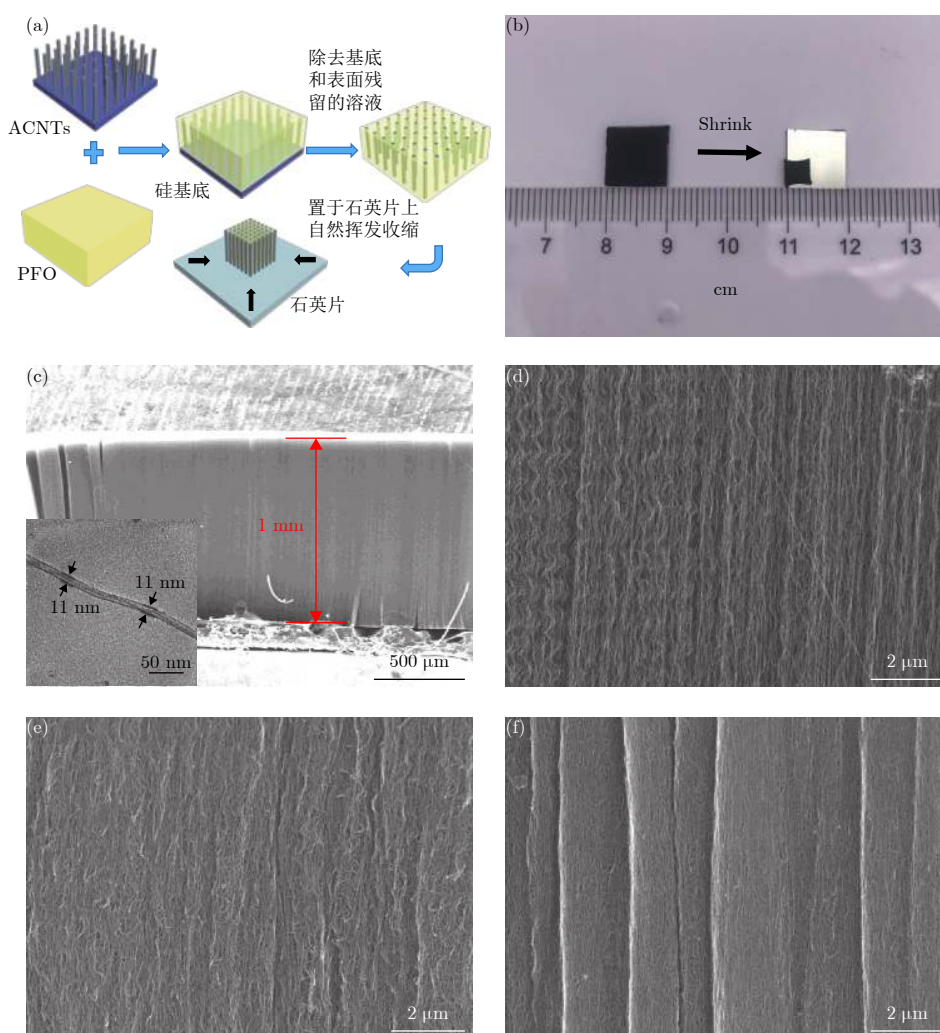 (a)
ACNTs
PFO
硅基底
除去基底
和表面残
留的溶液
置于石英片上
自然挥发收缩
石英片
(b)
Shrink
7 8 9 10 11 12 13
cm
(c)
1 mm
11 nm
11 nm
50 nm
500 μm
(d)
2 μm
(e)
2 μm
(f)
2 μm